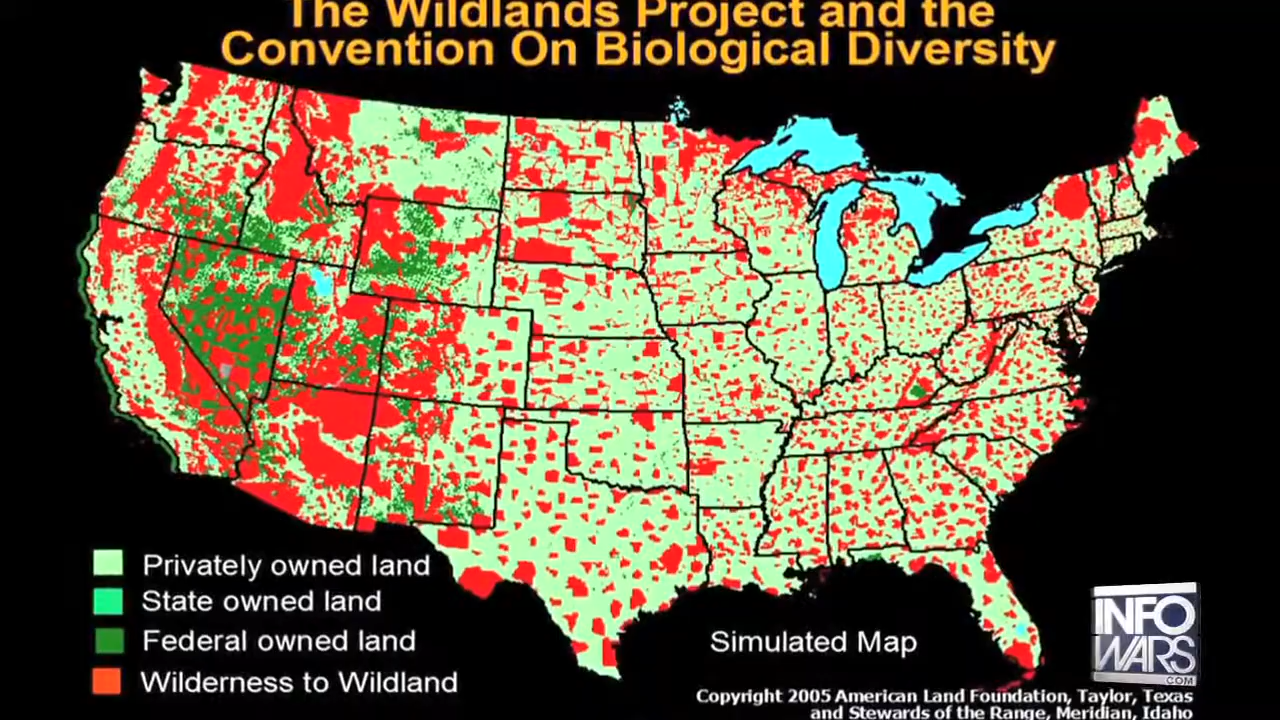 The Wildlands Project and the
Convention On Biological Diversity
Privately owned land
State owned land
Federal owned land
Wilderness to Wildland
Simulated Map
INFO
WARS
.COM
Copyright 2005 American Land Foundation, Taylor, Texas
and Stewards of the Range, Meridian, Idaho